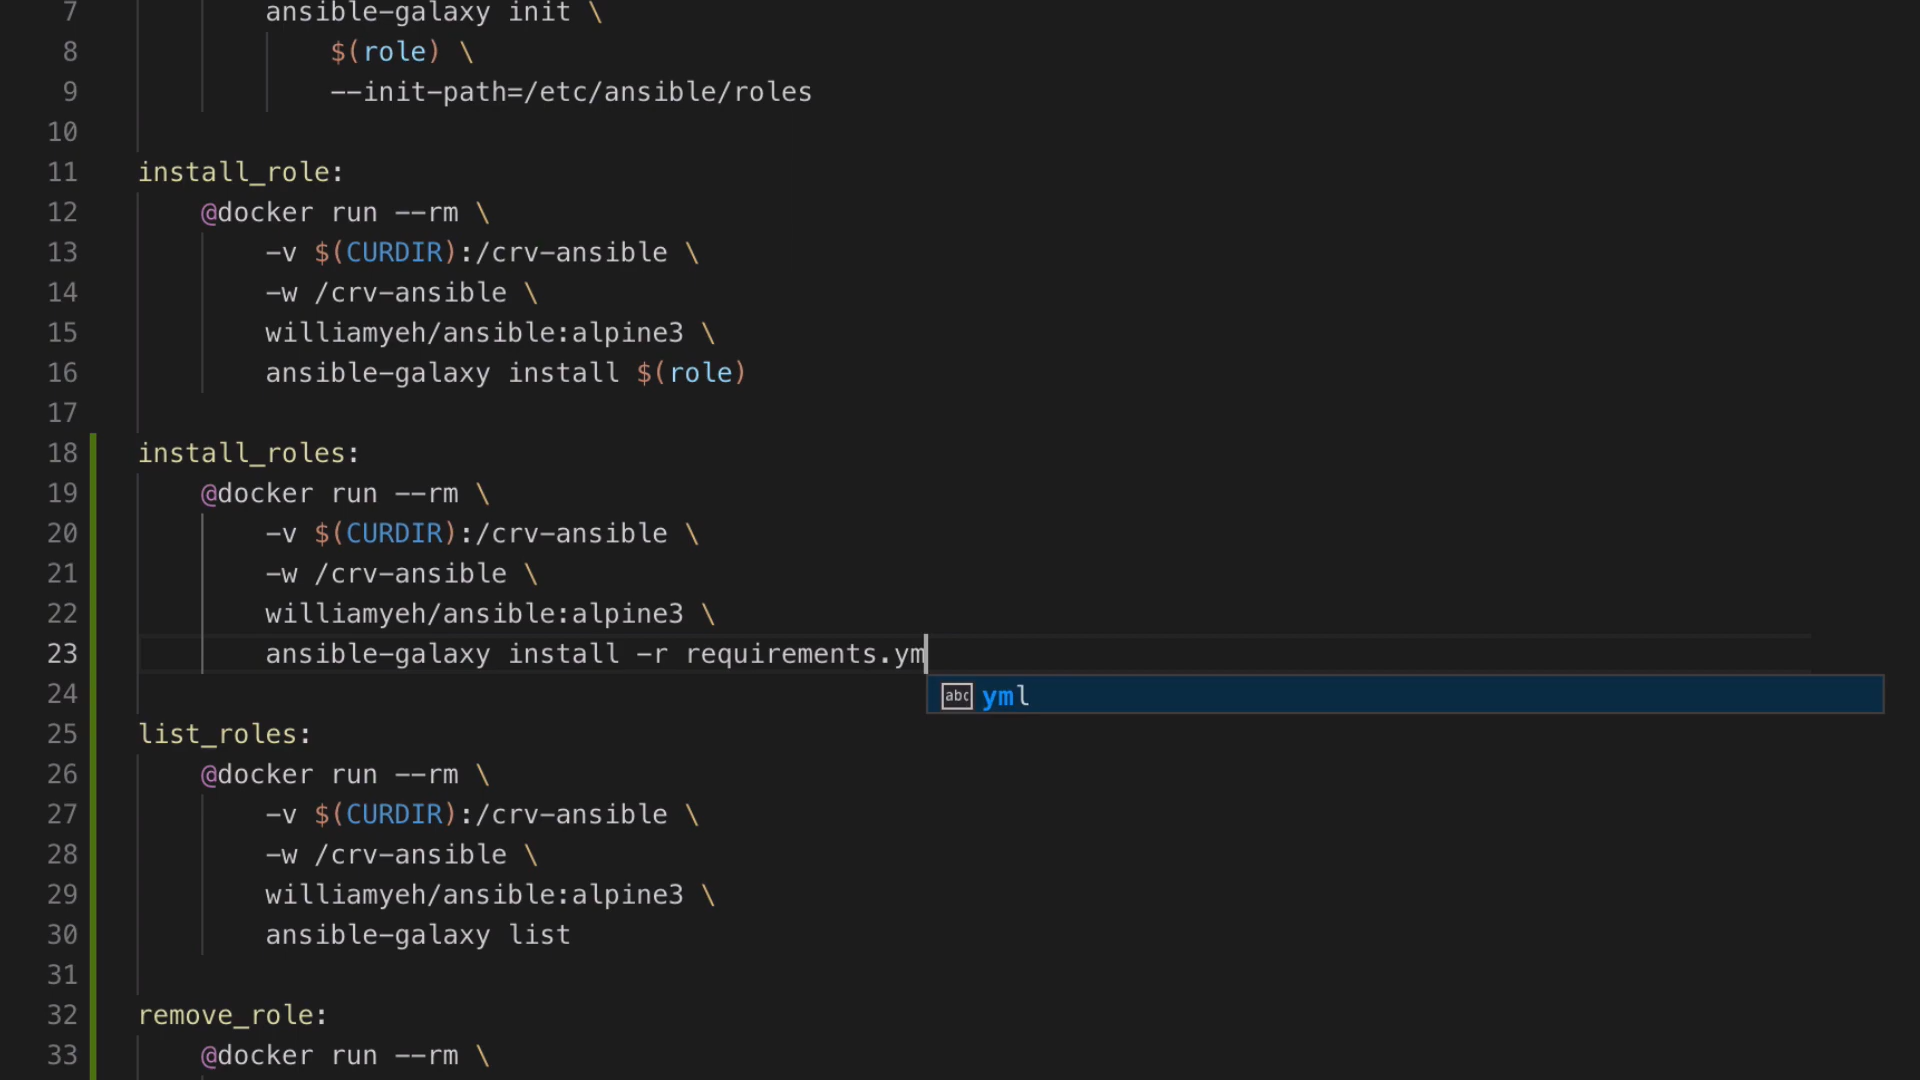 7 ansible-galaxy init \
8 $(role) \
9 --init-path=/etc/ansible/roles
10
11 install_role:
12 @docker run --rm \
13 -v $(CURDIR):/crv-ansible \
14 -w /crv-ansible \
15 williamyeh/ansible:alpine3 \
16 ansible-galaxy install $(role)
17
18 install_roles:
19 @docker run --rm \
20 -v $(CURDIR):/crv-ansible \
21 -w /crv-ansible \
22 williamyeh/ansible:alpine3 \
23 ansible-galaxy install -r requirements.ym
24
abc yml
25 list_roles:
26 @docker run --rm \
27 -v $(CURDIR):/crv-ansible \
28 -w /crv-ansible \
29 williamyeh/ansible:alpine3 \
30 ansible-galaxy list
31
32 remove_role:
33 @docker run --rm \